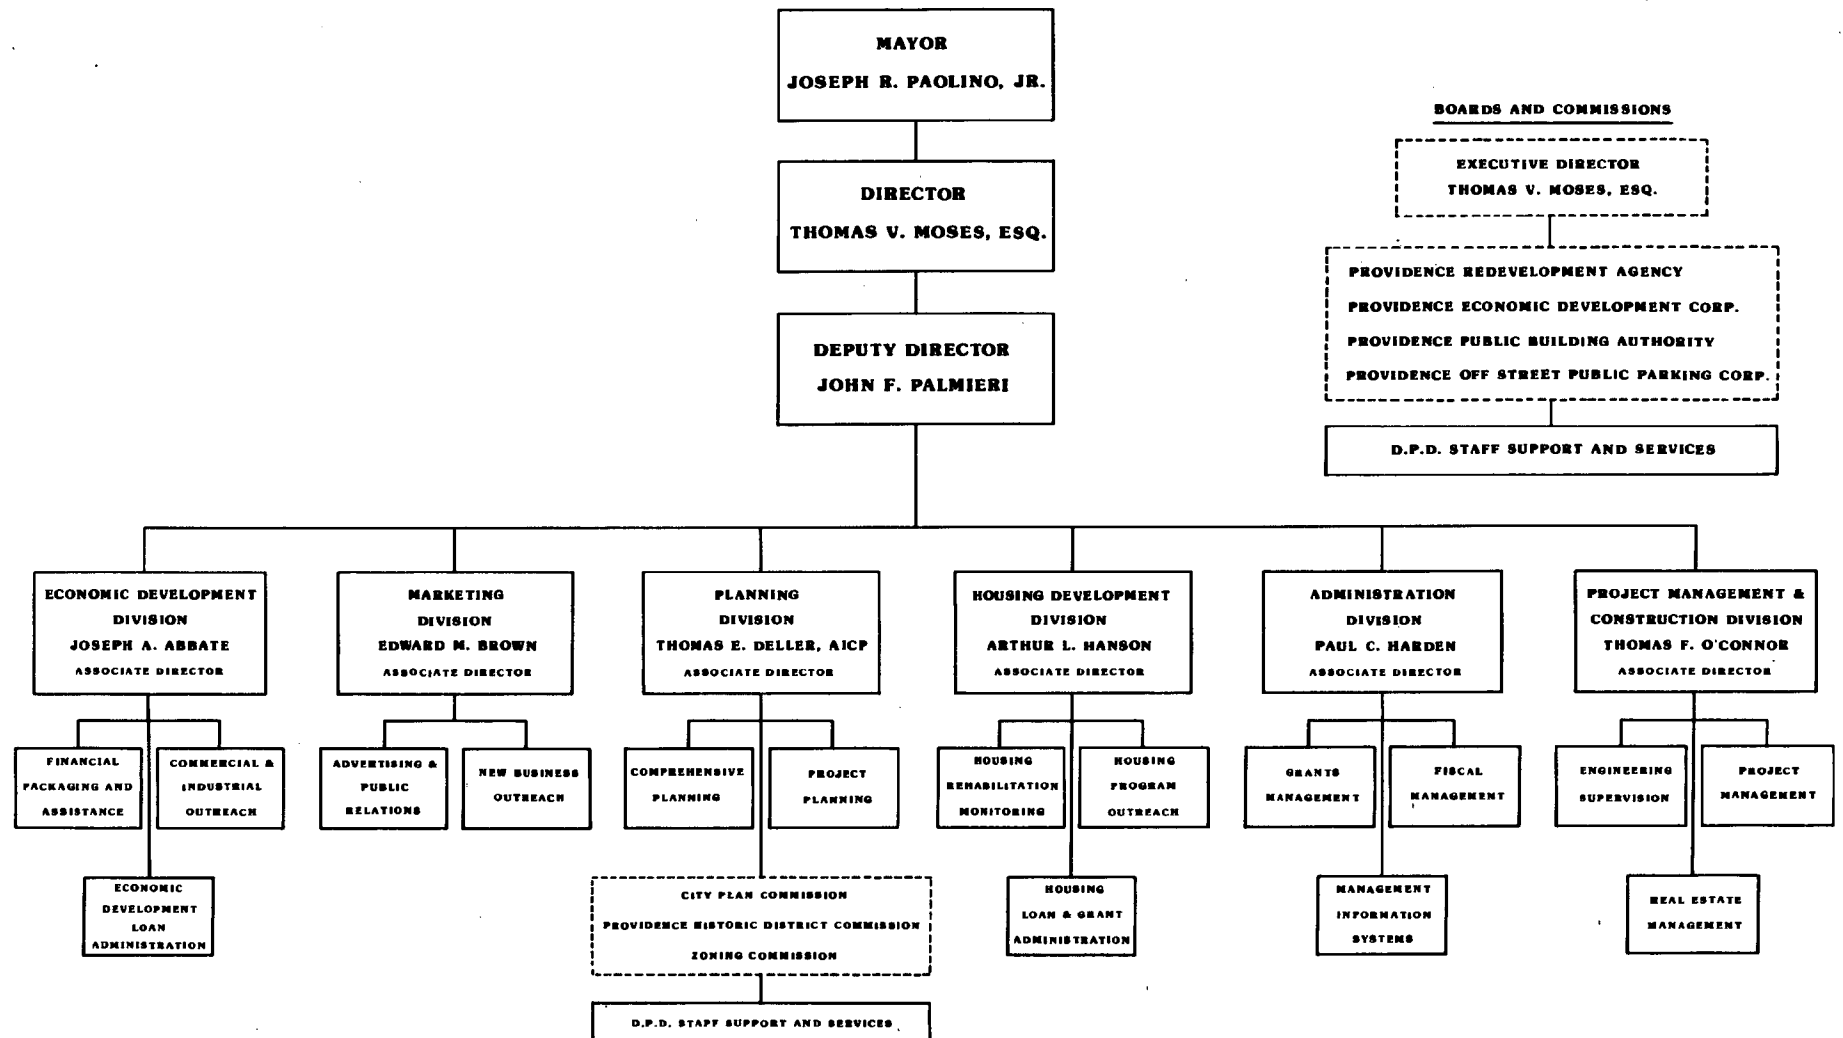 MAYOR
JOSEPH R. PAOLINO, JR.
DIRECTOR
THOMAS V. MOSES, ESQ.
DEPUTY DIRECTOR
JOHN F. PALMIERI
BOARDS AND COMMISSIONS
EXECUTIVE DIRECTOR
THOMAS V. MOSES, ESQ.
PROVIDENCE REDEVELOPMENT AGENCY
PROVIDENCE ECONOMIC DEVELOPMENT CORP.
PROVIDENCE PUBLIC BUILDING AUTHORITY
PROVIDENCE OFF STREET PUBLIC PARKING CORP.
D.P.D. STAFF SUPPORT AND SERVICES
ECONOMIC DEVELOPMENT
DIVISION
JOSEPH A. ABBATE
ASSOCIATE DIRECTOR
MARKETING
DIVISION
EDWARD M. BROWN
ASSOCIATE DIRECTOR
PLANNING
DIVISION
THOMAS E. DELLER, AICP
ASSOCIATE DIRECTOR
HOUSING DEVELOPMENT
DIVISION
ARTHUR L. HANSON
ASSOCIATE DIRECTOR
ADMINISTRATION
DIVISION
PAUL C. HARDEN
ASSOCIATE DIRECTOR
PROJECT MANAGEMENT &
CONSTRUCTION DIVISION
THOMAS F. O'CONNOR
ASSOCIATE DIRECTOR
FINANCIAL
PACKAGING AND
ASSISTANCE
COMMERCIAL &
INDUSTRIAL
OUTREACH
ADVERTISING &
PUBLIC
RELATIONS
NEW BUSINESS
OUTREACH
COMPREHENSIVE
PLANNING
PROJECT
PLANNING
HOUSING
REHABILITATION
MONITORING
HOUSING
PROGRAM
OUTREACH
GRANTS
MANAGEMENT
FISCAL
MANAGEMENT
ENGINEERING
SUPERVISION
PROJECT
MANAGEMENT
ECONOMIC
DEVELOPMENT
LOAN
ADMINISTRATION
CITY PLAN COMMISSION
PROVIDENCE HISTORIC DISTRICT COMMISSION
ZONING COMMISSION
HOUSING
LOAN & GRANT
ADMINISTRATION
MANAGEMENT
INFORMATION
SYSTEMS
REAL ESTATE
MANAGEMENT
D.P.D. STAFF SUPPORT AND SERVICES